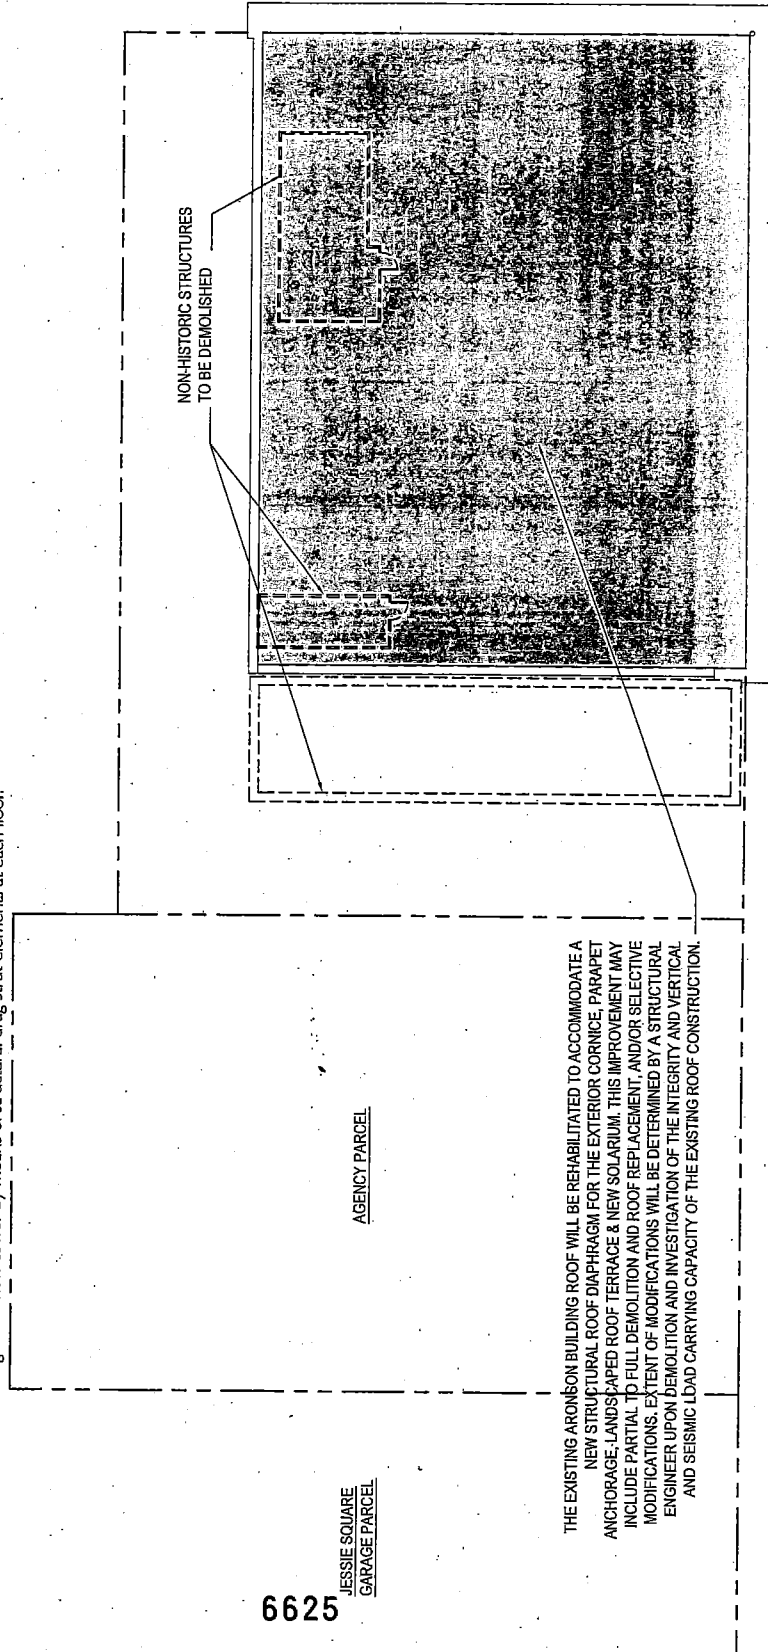 NON-HISTORIC STRUCTURES
TO BE DEMOLISHED
AGENCY PARCEL
THE EXISTING ARONSON BUILDING ROOF WILL BE REHABILITATED TO ACCOMMODATE A
NEW STRUCTURAL ROOF DIAPHRAGM FOR THE EXTERIOR CORNICE, PARAPET
ANCHORAGE, LANDSCAPED ROOF TERRACE & NEW SOLARIUM. THIS IMPROVEMENT MAY
INCLUDE PARTIAL TO FULL DEMOLITION AND ROOF REPLACEMENT, AND/OR SELECTIVE
MODIFICATIONS. EXTENT OF MODIFICATIONS WILL BE DETERMINED BY A STRUCTURAL
ENGINEER UPON DEMOLITION AND INVESTIGATION OF THE INTEGRITY AND VERTICAL
AND SEISMIC LOAD CARRYING CAPACITY OF THE EXISTING ROOF CONSTRUCTION.
JESSIE SQUARE
GARAGE PARCEL
6625